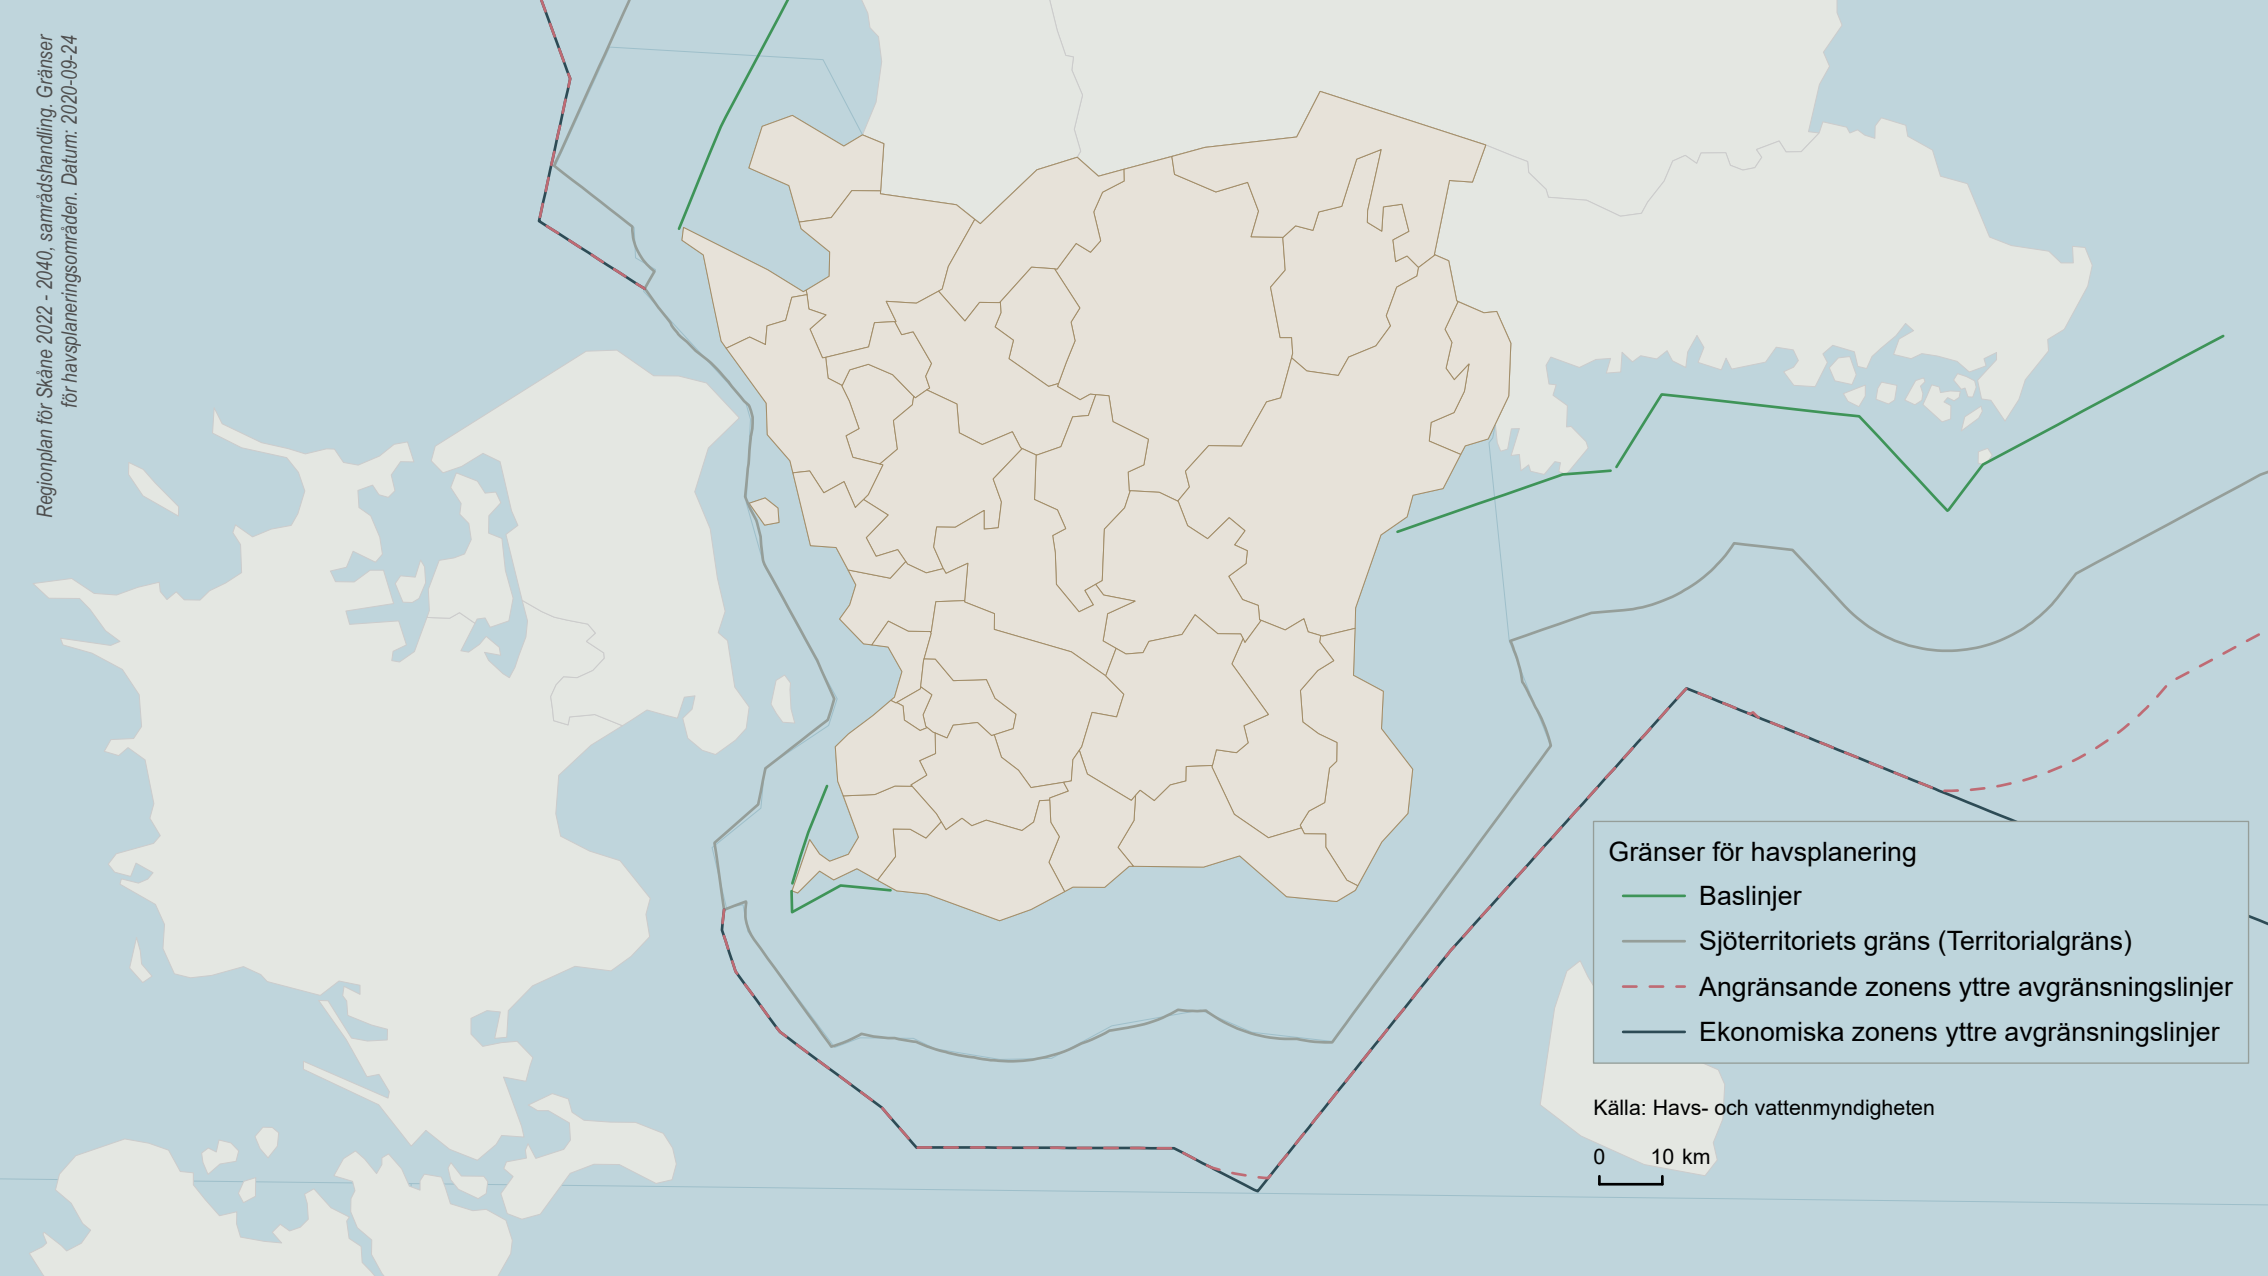 Regionplan för Skåne 2022 - 2040, samrådshandling. Gränser
för havsplaneringsområden. Datum: 2020-09-24
Gränser för havsplanering
Baslinjer
Sjöterritoriets gräns (Territorialgräns)
Angränsande zonens yttre avgränsningslinjer
Ekonomiska zonens yttre avgränsningslinjer
Källa: Havs- och vattenmyndigheten
0 10 km